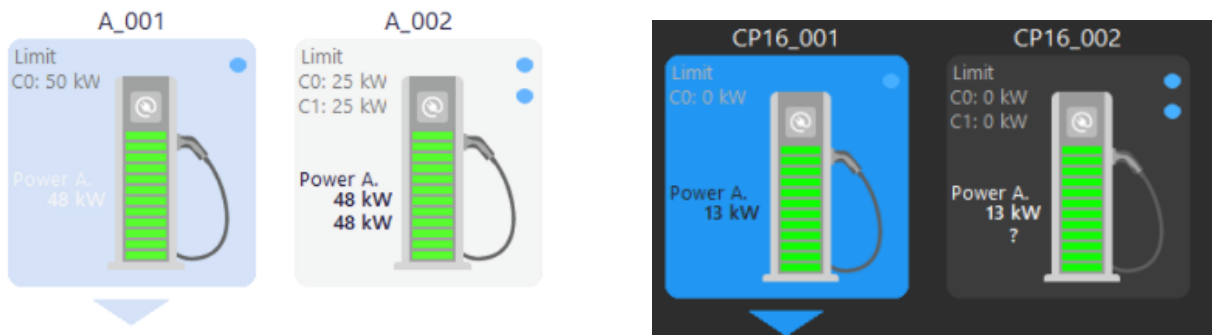 A_001
Limit
C0: 50 kW
Power A.
48 kW
A_002
Limit
C0: 25 kW
C1: 25 kW
Power A.
48 kW
48 kW
CP16_001
Limit
C0: 0 kW
Power A.
13 kW
CP16_002
Limit
C0: 0 kW
C1: 0 kW
Power A.
13 kW
?